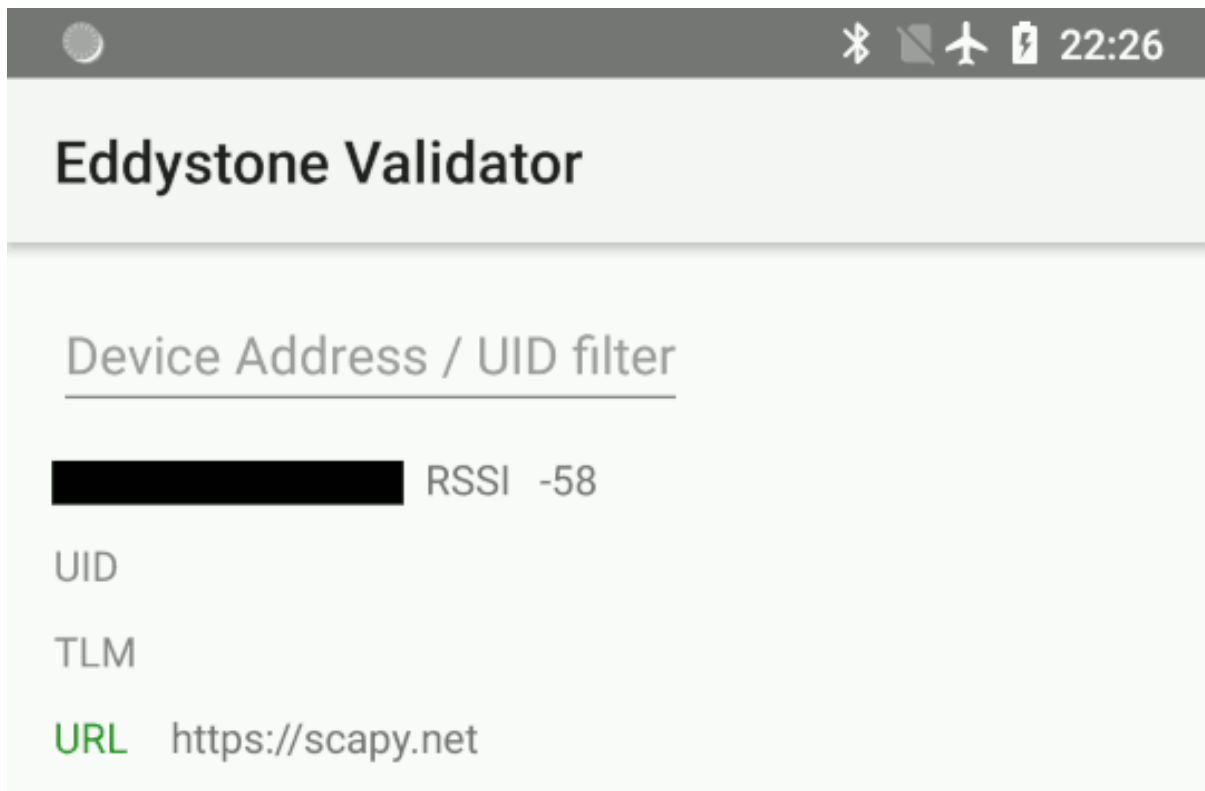 22:26
Eddystone Validator
Device Address / UID filter
RSSI -58
UID
TLM
URL https://scapy.net